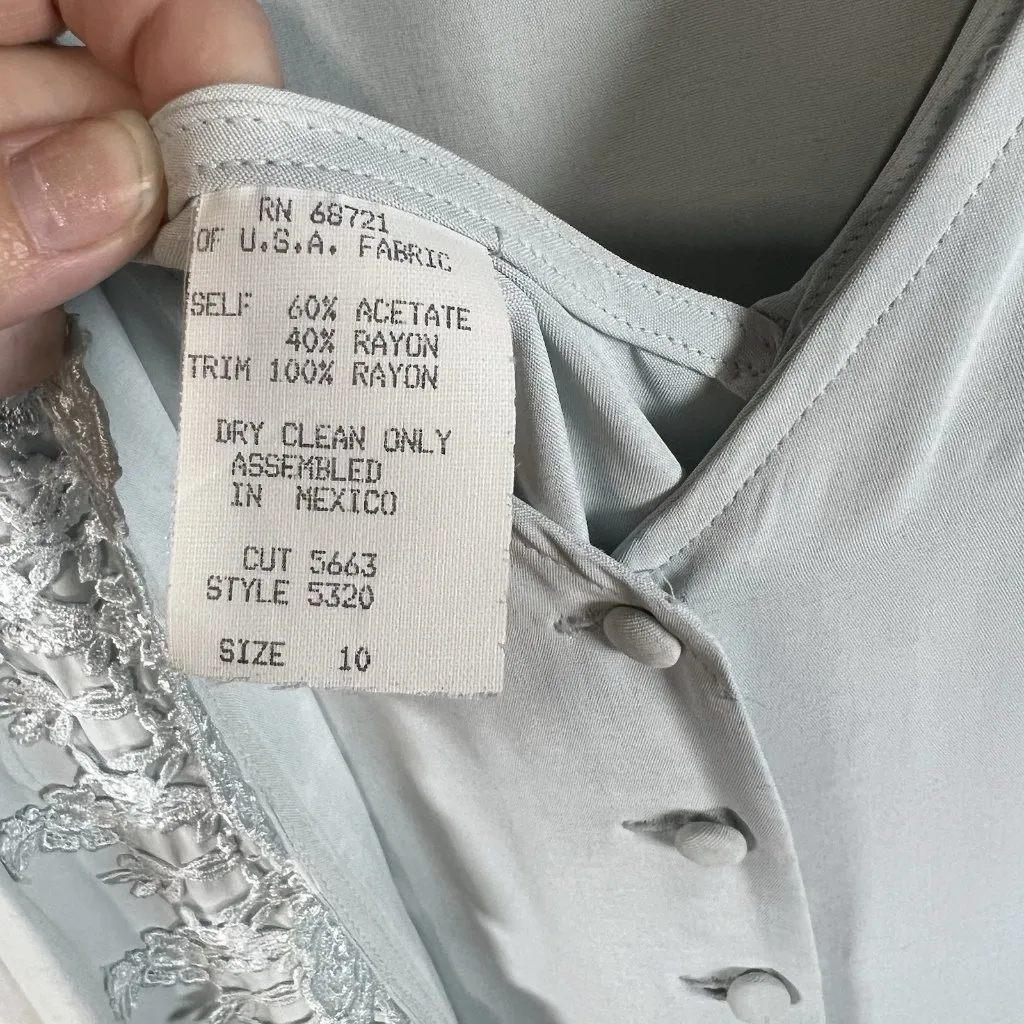 RN 68721
OF U.S.A. FABRIC
SELF 60% ACETATE
40% RAYON
TRIM 100% RAYON
DRY CLEAN ONLY
ASSEMBLED
IN MEXICO
CUT 5663
STYLE 5320
SIZE 10